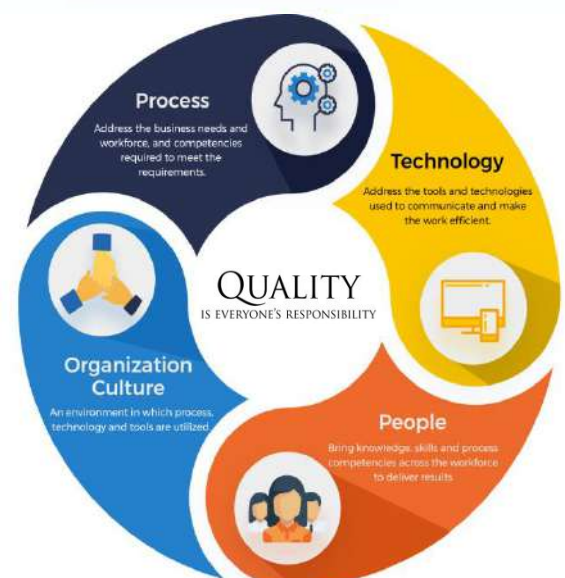 Process
Address the business needs and
workforce, and competencies
required to meet the
requirements.
Technology
Address the tools and technologies
used to communicate and make
the work efficient.
QUALITY
IS EVERYONE'S RESPONSIBILITY
Organization
Culture
An environment in which process,
technology and tools are utilized
People
Bring knowledge, skills and process
competencies across the workforce
to deliver results